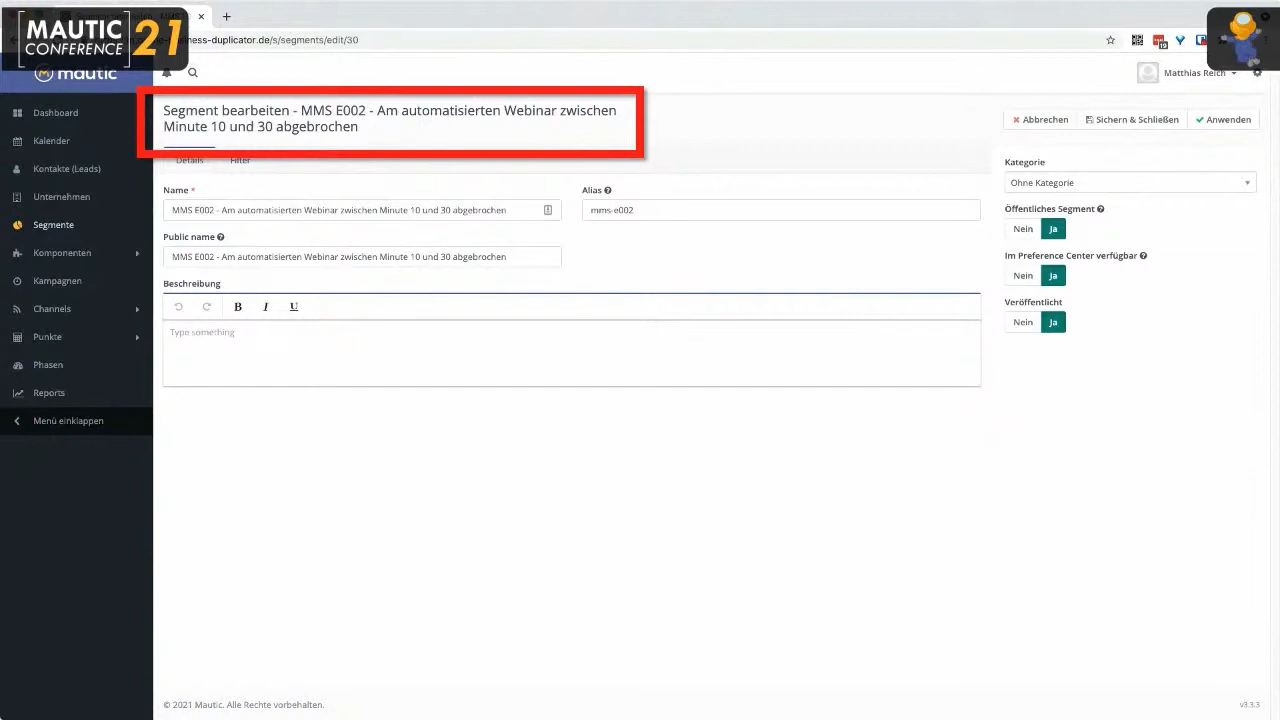 MAUTIC
CONFERENCE
21
-duplicator.de/s/segments/edit/30
mautic
Matthias Reich
Dashboard
Kalender
Kontakte (Leads)
Unternehmen
Segmente
Komponenten
Kampagnen
Channels
Punkte
Phasen
Reports
Menü einklappen
Segment bearbeiten - MMS E002 - Am automatisierten Webinar zwischen
Minute 10 und 30 abgebrochen
Abbrechen
Sichern & Schließen
Anwenden
Details
Filter
Name *
MMS E002 - Am automatisierten Webinar zwischen Minute 10 und 30 abgebrochen
Alias
mms-e002
Public name
MMS E002 - Am automatisierten Webinar zwischen Minute 10 und 30 abgebrochen
Beschreibung
B I U
Type something
Kategorie
Ohne Kategorie
Öffentliches Segment
Nein Ja
Im Preference Center verfügbar
Nein Ja
Veröffentlicht
Nein Ja
© 2021 Mautic. Alle Rechte vorbehalten.
v3.3.3